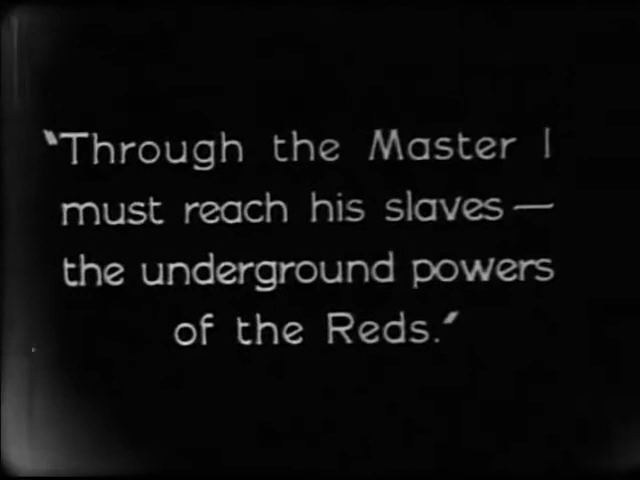 "Through the Master I
must reach his slaves —
the underground powers
of the Reds."